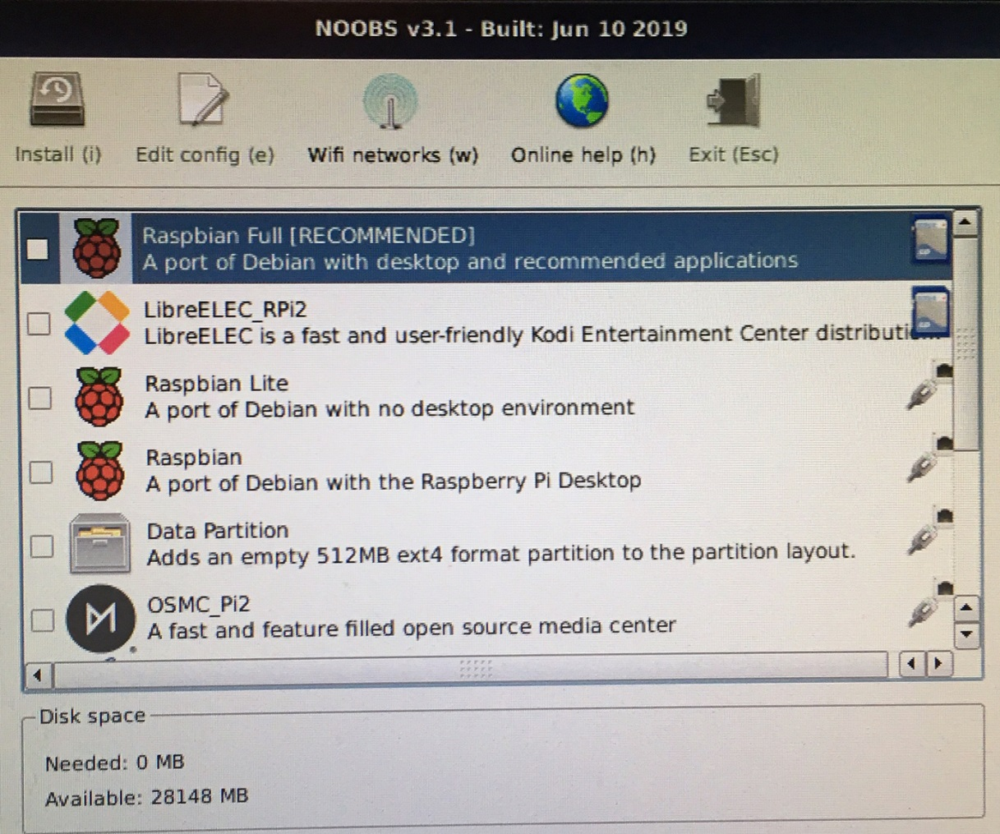 NOOBS v3.1 - Built: Jun 10 2019
Install (i)
Edit config (e)
Wifi networks (w)
Online help (h)
Exit (Esc)
Raspbian Full [RECOMMENDED]
A port of Debian with desktop and recommended applications
LibreELEC_RPi2
LibreELEC is a fast and user-friendly Kodi Entertainment Center distributi
Raspbian Lite
A port of Debian with no desktop environment
Raspbian
A port of Debian with the Raspberry Pi Desktop
Data Partition
Adds an empty 512MB ext4 format partition to the partition layout.
OSMC_Pi2
A fast and feature filled open source media center
Disk space
Needed: 0 MB
Available: 28148 MB